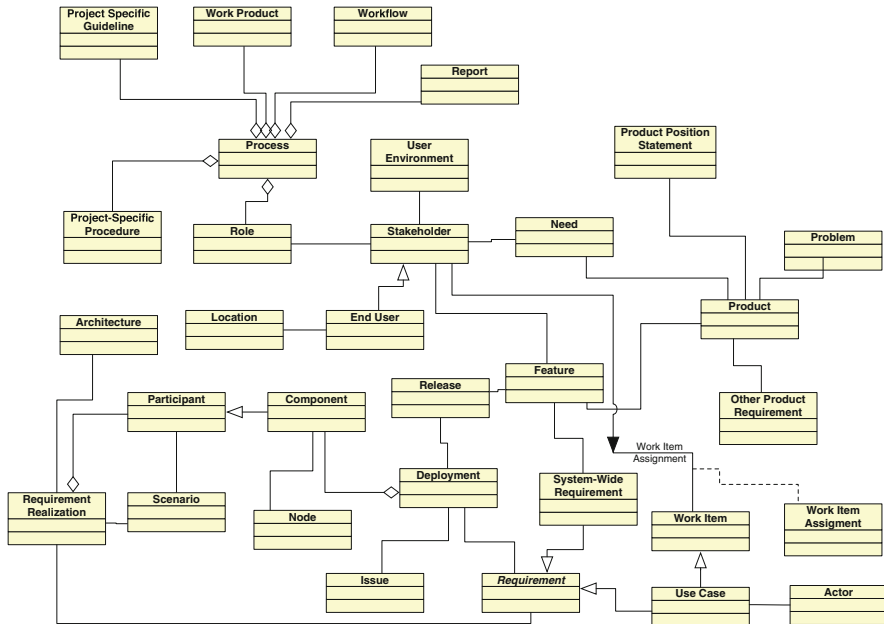 Project Specific
Guideline
Work Product
Workflow
Report
Process
User
Environment
Product Position
Statement
Project-Specific
Procedure
Role
Stakeholder
Need
Problem
Architecture
Location
End User
Product
Participant
Component
Release
Feature
Other Product
Requirement
Work Item
Assignment
Requirement
Realization
Scenario
Node
Deployment
System-Wide
Requirement
Work Item
Work Item
Assigment
Issue
Requirement
Use Case
Actor